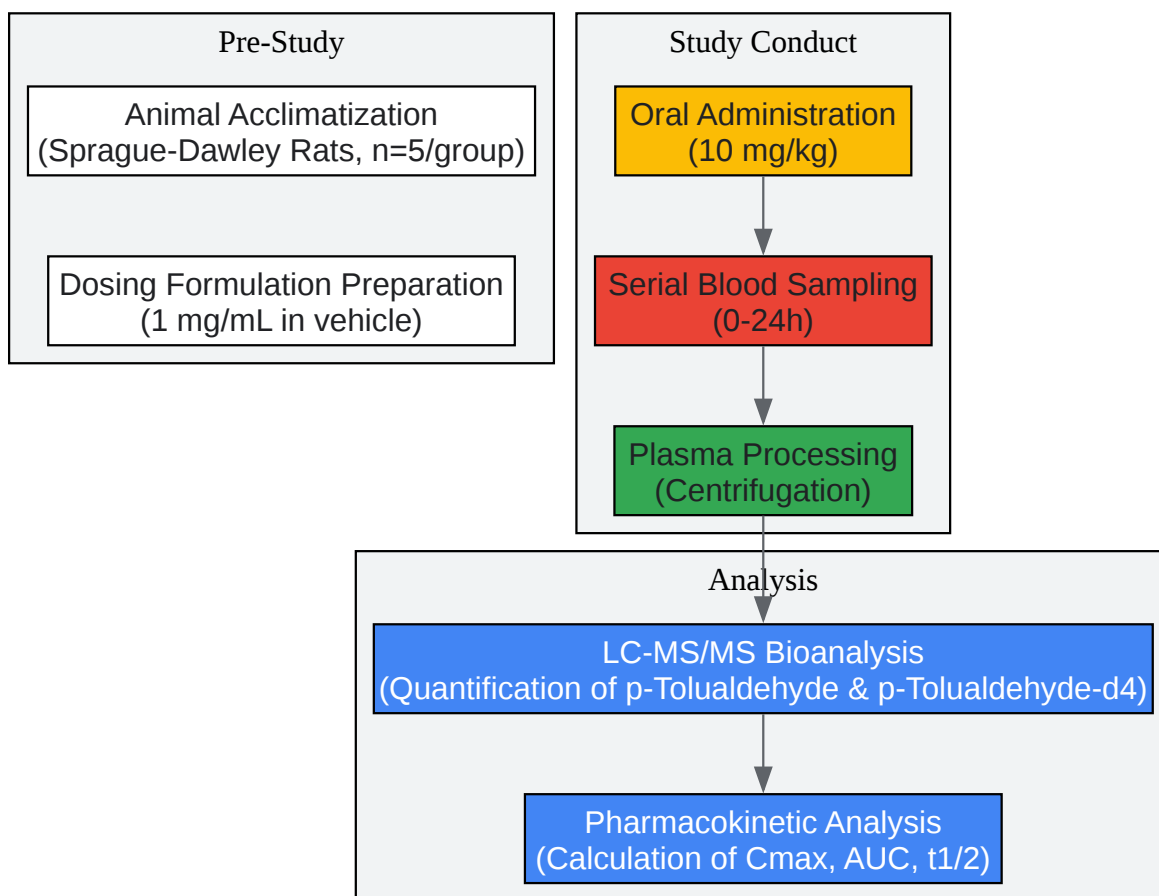 Pre-Study
Animal Acclimatization
(Sprague-Dawley Rats, n=5/group)
Dosing Formulation Preparation
(1 mg/mL in vehicle)
Study Conduct
Oral Administration
(10 mg/kg)
Serial Blood Sampling
(0-24h)
Plasma Processing
(Centrifugation)
Analysis
LC-MS/MS Bioanalysis
(Quantification of p-Tolualdehyde & p-Tolualdehyde-d4)
Pharmacokinetic Analysis
(Calculation of Cmax, AUC, t1/2)